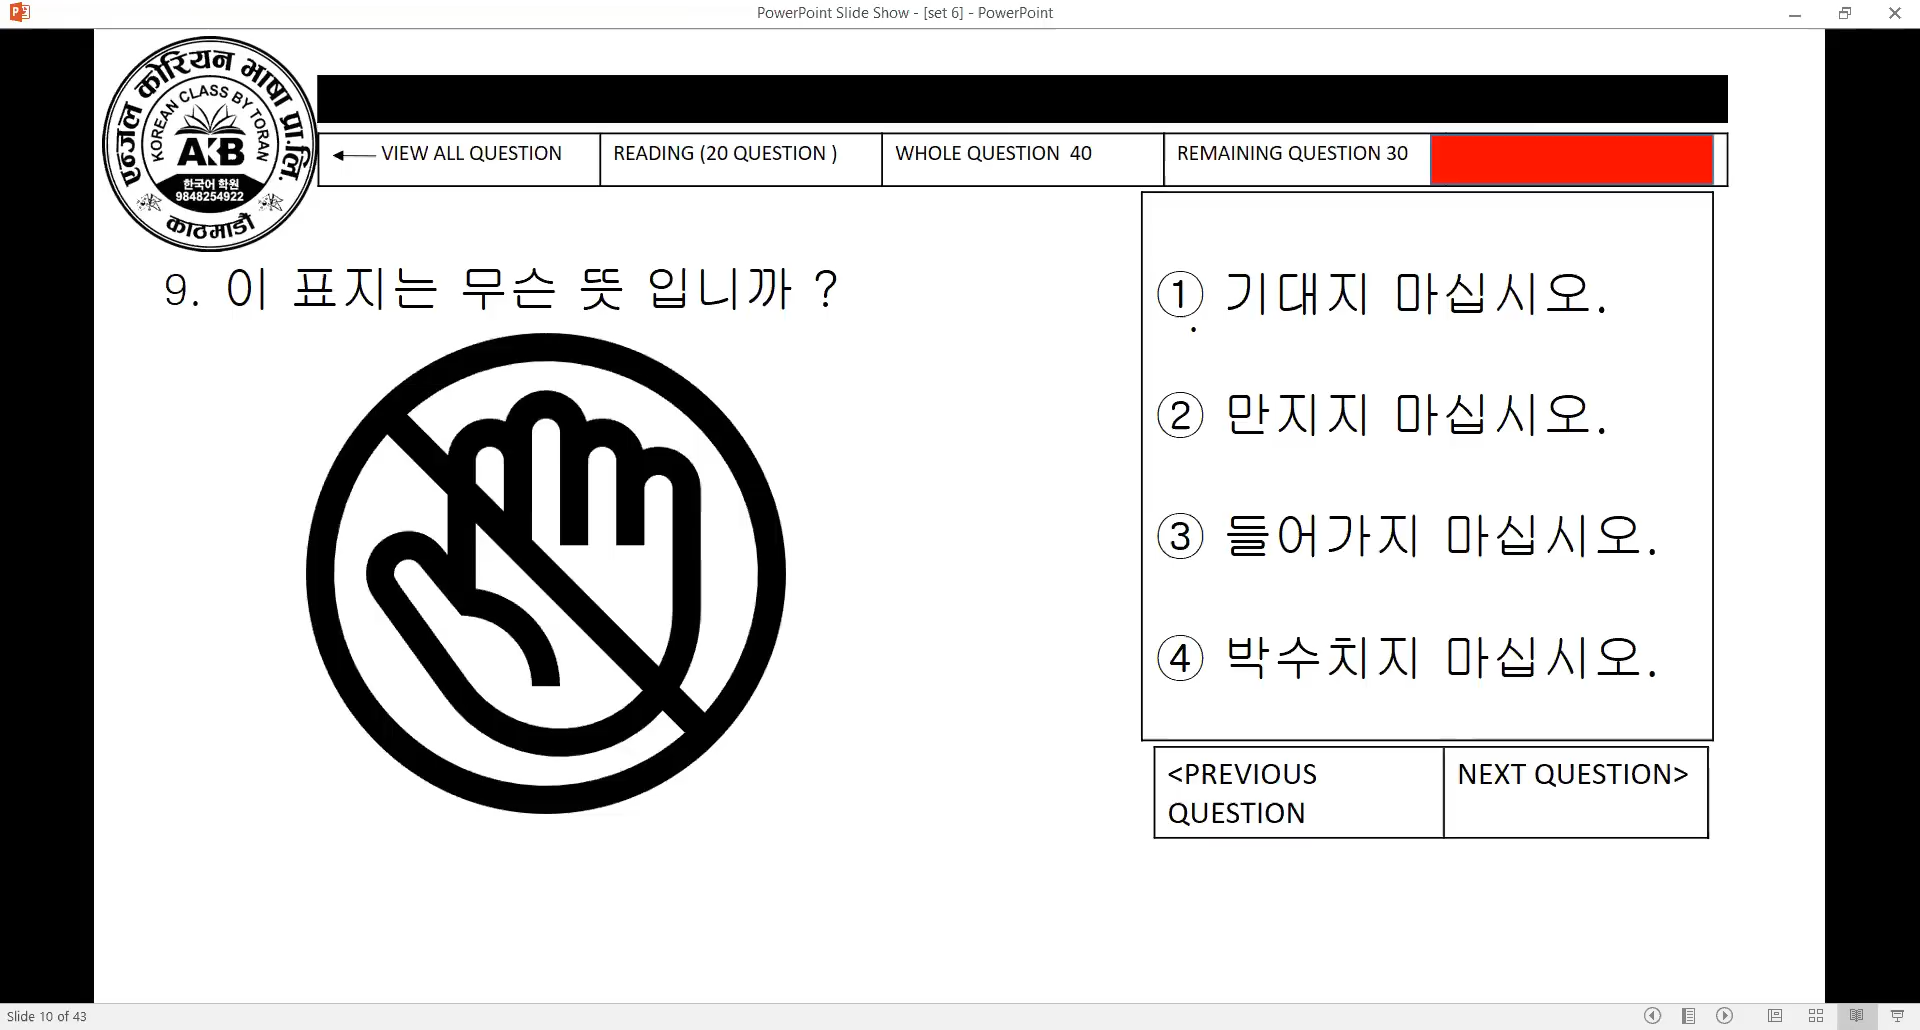 PowerPoint Slide Show - [set 6] - PowerPoint
एन्जल कोरियन भाषा प्रा.लि.
KOREAN CLASS BY TORAN
AKB
한국어 학원
9848254922
काठमाडौं
VIEW ALL QUESTION
READING (20 QUESTION )
WHOLE QUESTION 40
REMAINING QUESTION 30
9. 이 표지는 무슨 뜻 입니까 ?
① 기대지 마십시오.
.
② 만지지 마십시오.
③ 들어가지 마십시오.
④ 박수치지 마십시오.
<PREVIOUS
QUESTION
NEXT QUESTION>
Slide 10 of 43